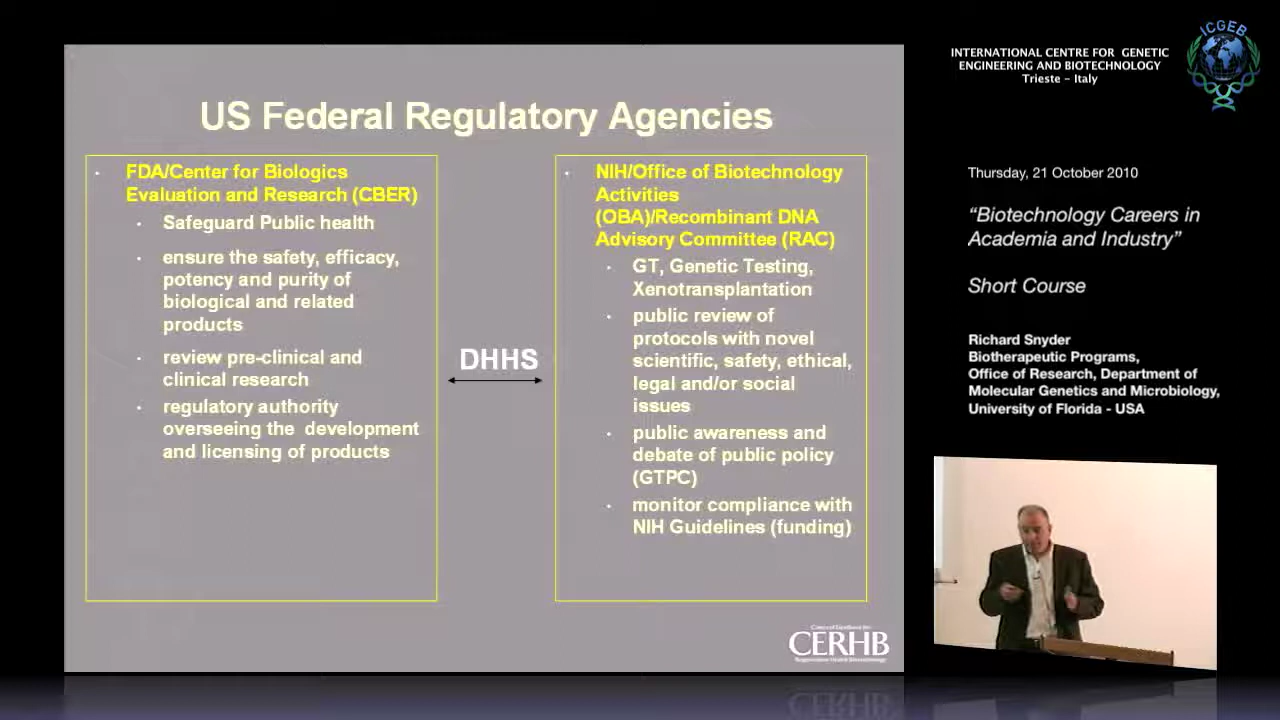 US Federal Regulatory Agencies
FDA/Center for Biologics
Evaluation and Research (CBER)
Safeguard Public health
ensure the safety, efficacy,
potency and purity of
biological and related
products
review pre-clinical and
clinical research
regulatory authority
overseeing the development
and licensing of products
DHHS
NIH/Office of Biotechnology
Activities
(OBA)/Recombinant DNA
Advisory Committee (RAC)
GT, Genetic Testing,
Xenotransplantation
public review of
protocols with novel
scientific, safety, ethical,
legal and/or social
issues
public awareness and
debate of public policy
(GTPC)
monitor compliance with
NIH Guidelines (funding)
CERHB
INTERNATIONAL CENTRE FOR GENETIC
ENGINEERING AND BIOTECHNOLOGY
Trieste - Italy
ICGEB
Thursday, 21 October 2010
“Biotechnology Careers in
Academia and Industry”
Short Course
Richard Snyder
Biotherapeutic Programs,
Office of Research, Department of
Molecular Genetics and Microbiology,
University of Florida - USA